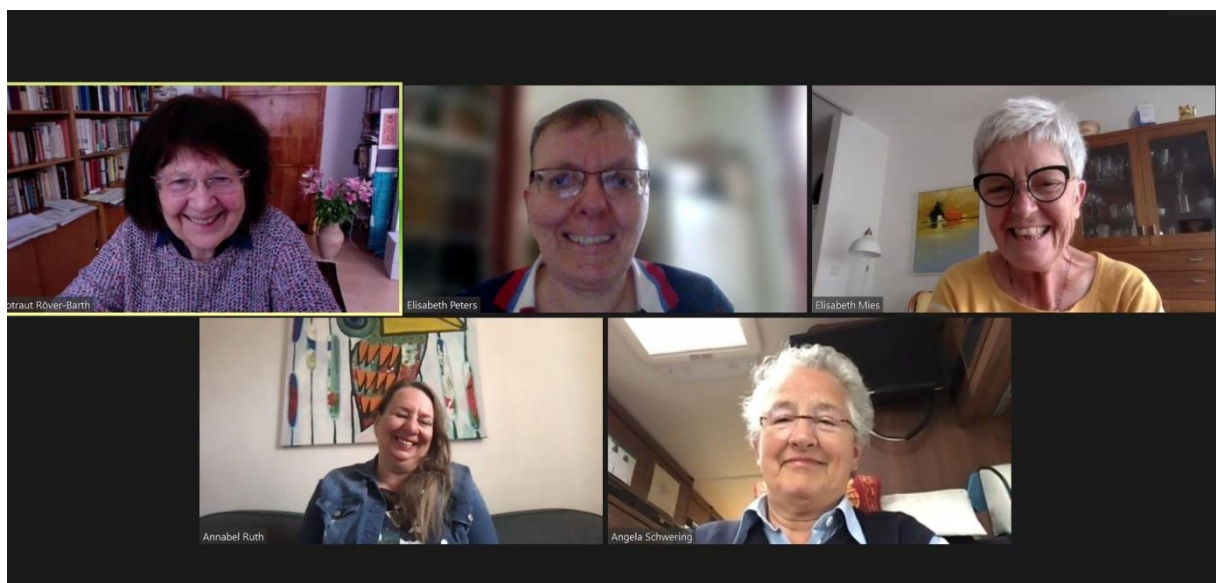 otraut Röver-Barth
Elisabeth Peters
Elisabeth Mies
Annabel Ruth
Angela Schwering